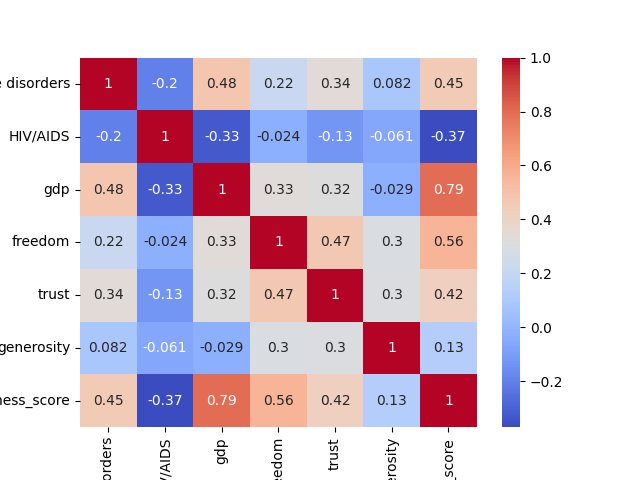 e disorders 1 -0.2 0.48 0.22 0.34 0.082 0.45
HIV/AIDS -0.2 1 -0.33 -0.024 -0.13 -0.061 -0.37
gdp 0.48 -0.33 1 0.33 0.32 -0.029 0.79
freedom 0.22 -0.024 0.33 1 0.47 0.3 0.56
trust 0.34 -0.13 0.32 0.47 1 0.3 0.42
generosity 0.082 -0.061 -0.029 0.3 0.3 1 0.13
ness_score 0.45 -0.37 0.79 0.56 0.42 0.13 1
orders
V/AIDS
gdp
edom
trust
erosity
_score
1.0
0.8
0.6
0.4
0.2
0.0
−0.2